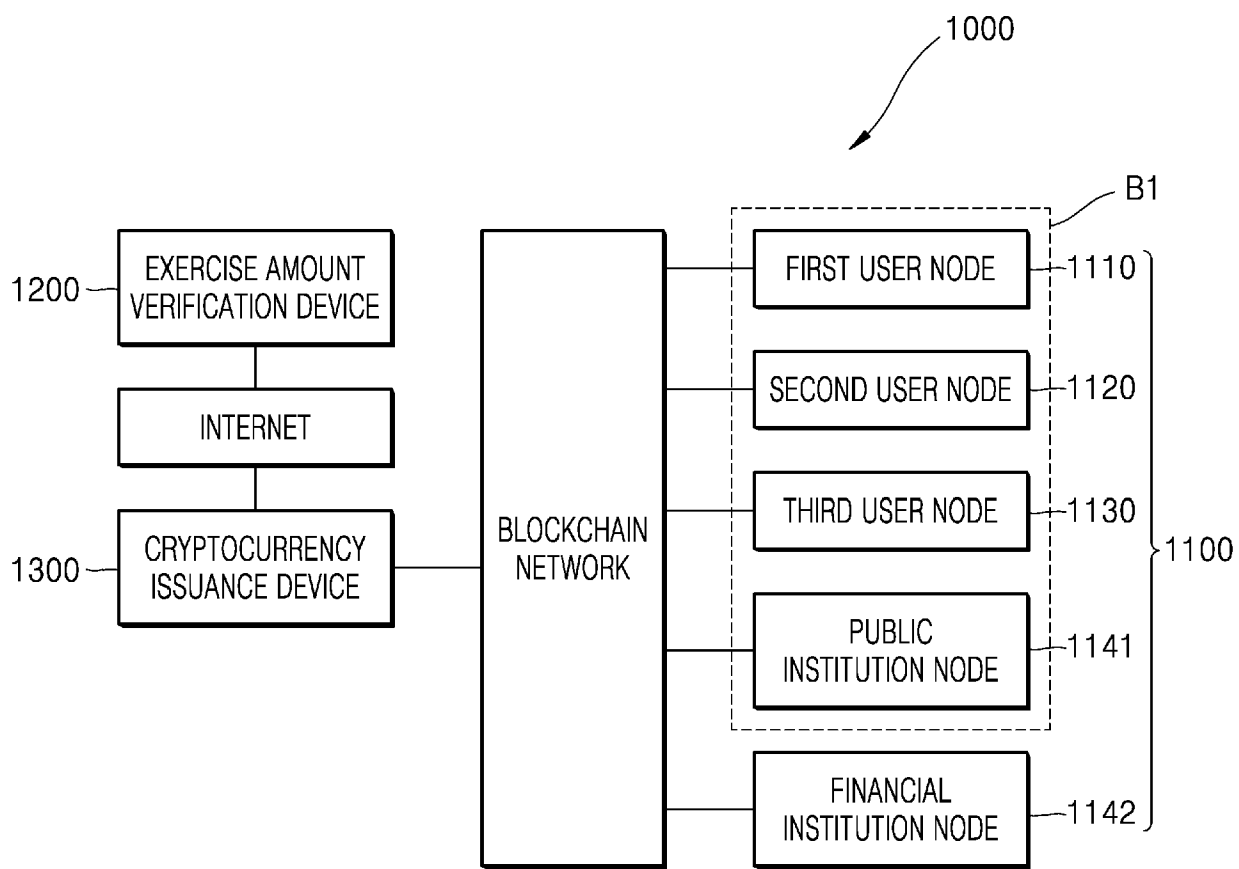 1000
B1
1200
EXERCISE AMOUNT
VERIFICATION DEVICE
INTERNET
1300
CRYPTOCURRENCY
ISSUANCE DEVICE
BLOCKCHAIN
NETWORK
FIRST USER NODE
1110
SECOND USER NODE
1120
THIRD USER NODE
1130
PUBLIC
INSTITUTION NODE
1141
FINANCIAL
INSTITUTION NODE
1142
1100